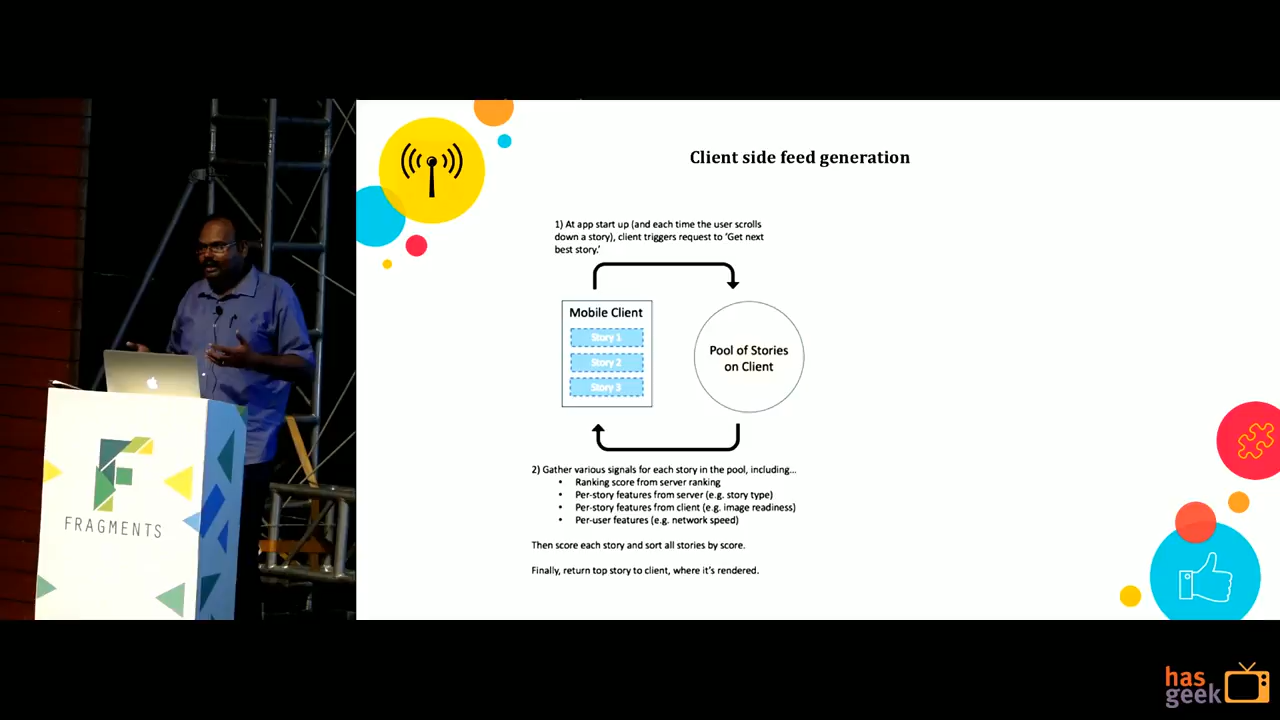 Client side feed generation
1) At app start up (and each time the user scrolls
down a story), client triggers request to 'Get next
best story.'
Mobile Client
Story 1
Story 2
Story 3
Pool of Stories
on Client
2) Gather various signals for each story in the pool, including...
• Ranking score from server ranking
• Per-story features from server (e.g. story type)
• Per-story features from client (e.g. image readiness)
• Per-user features (e.g. network speed)
Then score each story and sort all stories by score.
Finally, return top story to client, where it's rendered.
FRAGMENTS
has
geek